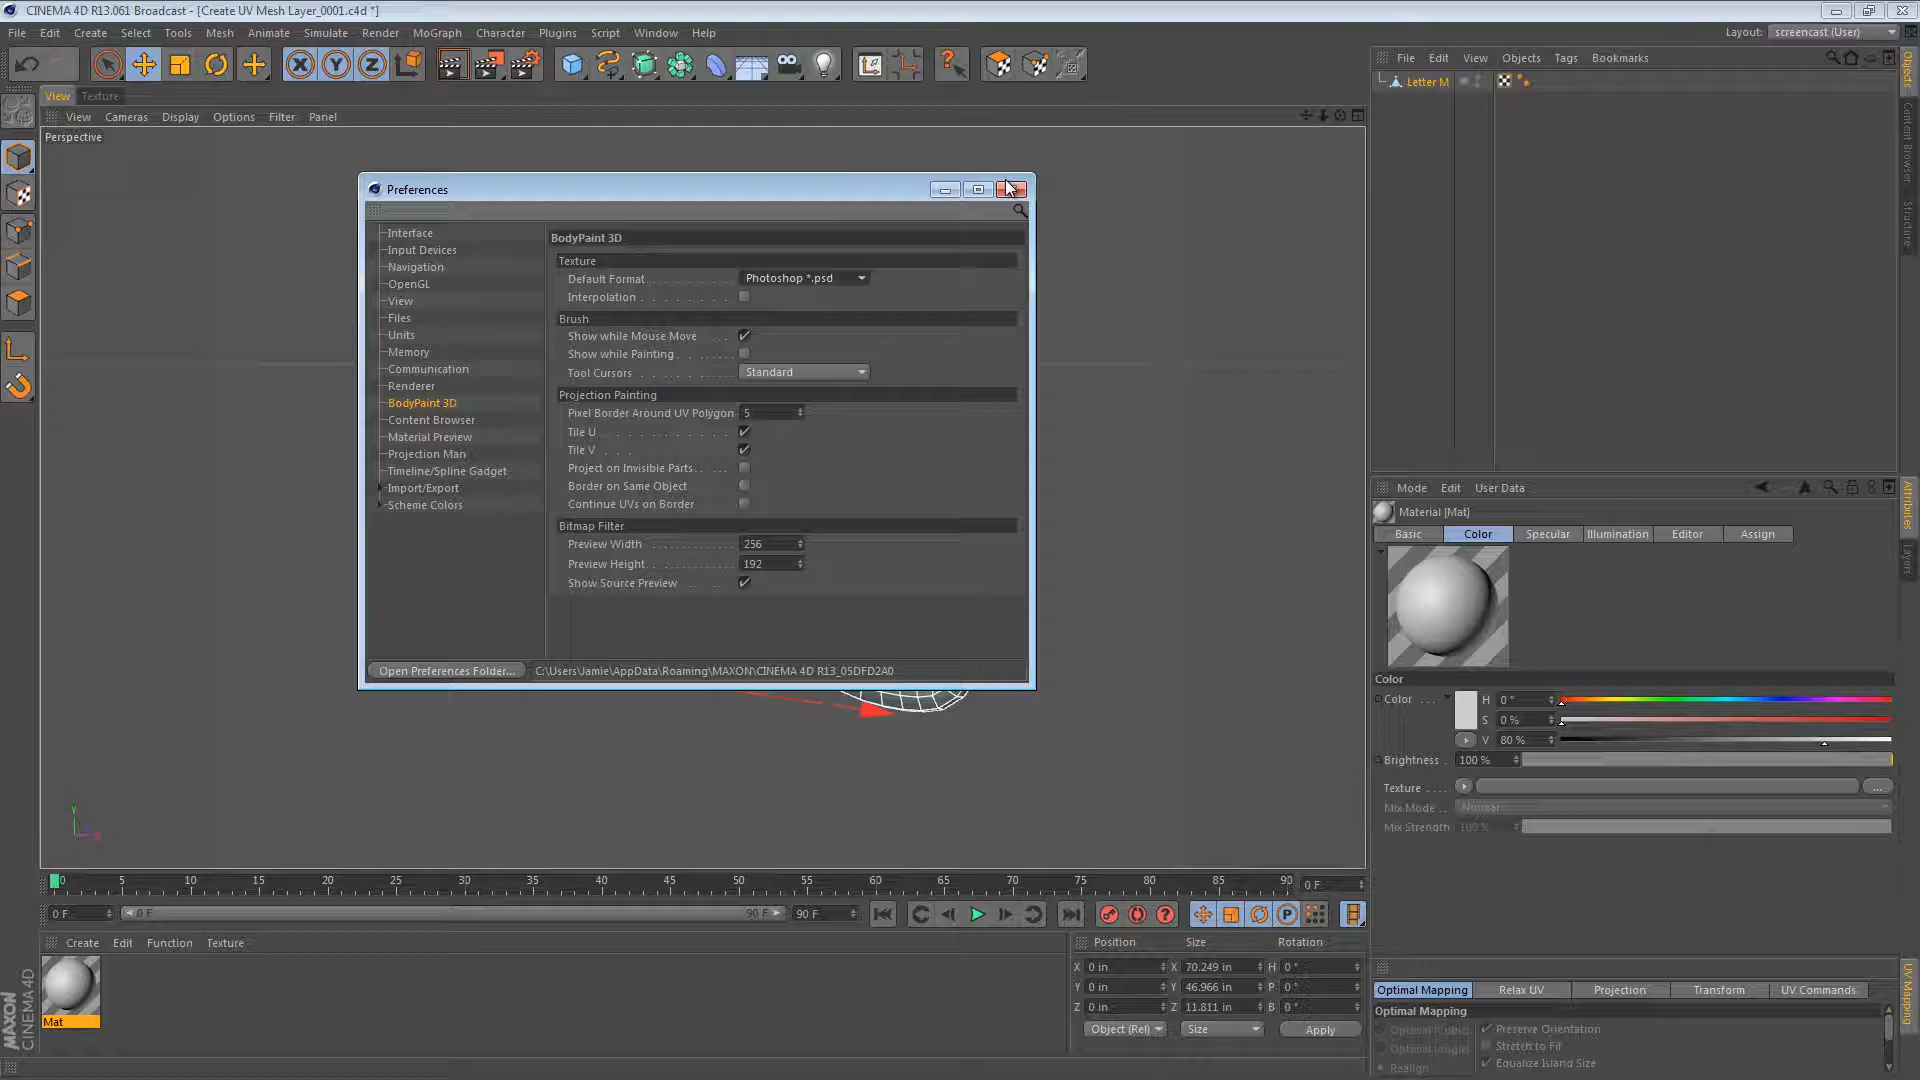 CINEMA 4D R13.061 Broadcast - [Create UV Mesh Layer_0001.c4d *]
File Edit Create Select Tools Mesh Animate Simulate Render MoGraph Character Plugins Script Window Help
Layout: screencast (User)
View Texture
View Cameras Display Options Filter Panel
Perspective
File Edit View Objects Tags Bookmarks
Letter M
Objects
Content Browser
Structure
Preferences
Interface
Input Devices
Navigation
OpenGL
View
Files
Units
Memory
Communication
Renderer
BodyPaint 3D
Content Browser
Material Preview
Projection Man
Timeline/Spline Gadget
Import/Export
Scheme Colors
BodyPaint 3D
Texture
Default Format Photoshop *.psd
Interpolation
Brush
Show while Mouse Move
Show while Painting
Tool Cursors Standard
Projection Painting
Pixel Border Around UV Polygon 5
Tile U
Tile V
Project on Invisible Parts
Border on Same Object
Continue UVs on Border
Bitmap Filter
Preview Width 256
Preview Height 192
Show Source Preview
Open Preferences Folder... C:\Users\Jamie\AppData\Roaming\MAXON\CINEMA 4D R13_05DFD2A0
Mode Edit User Data
Material [Mat]
Basic Color Specular Illumination Editor Assign
Attributes
Layers
Color
Color H 0 °
S 0 %
V 80 %
Brightness 100 %
Texture ...
Mix Mode Normal
Mix Strength 100 %
0 5 10 15 20 25 30 35 40 45 50 55 60 65 70 75 80 85 90 0 F
0 F 0 F 90 F 90 F
Create Edit Function Texture
Mat
MAXON
CINEMA 4D
Position Size Rotation
X 0 in X 70.249 in H 0 °
Y 0 in Y 46.966 in P 0 °
Z 0 in Z 11.811 in B 0 °
Object (Rel) Size Apply
Optimal Mapping Relax UV Projection Transform UV Commands
UV Mapping
Optimal Mapping
Optimal (Cubic) Preserve Orientation
Stretch to Fit
Realign Equalize Island Size